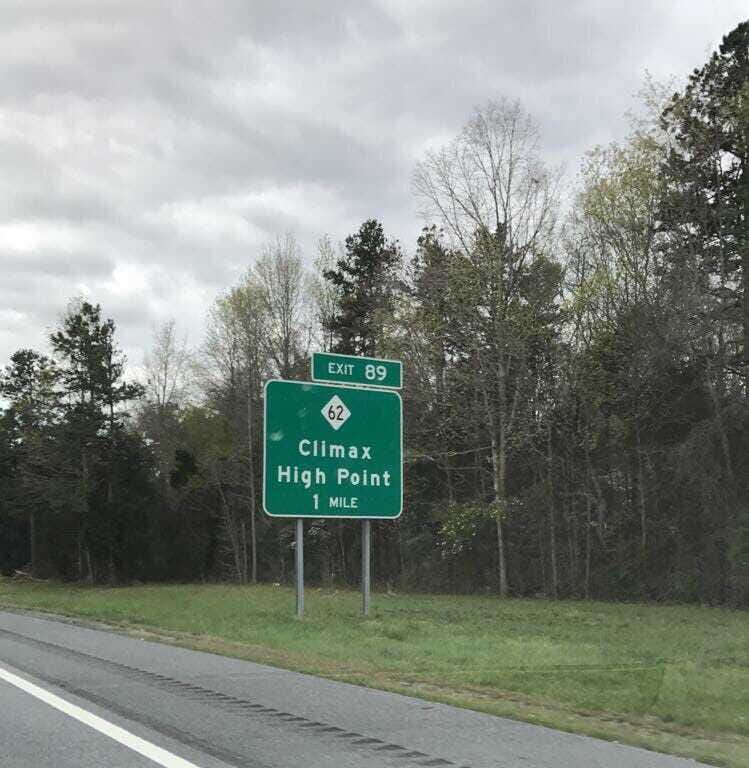 EXIT 89
62
Climax
High Point
1 MILE